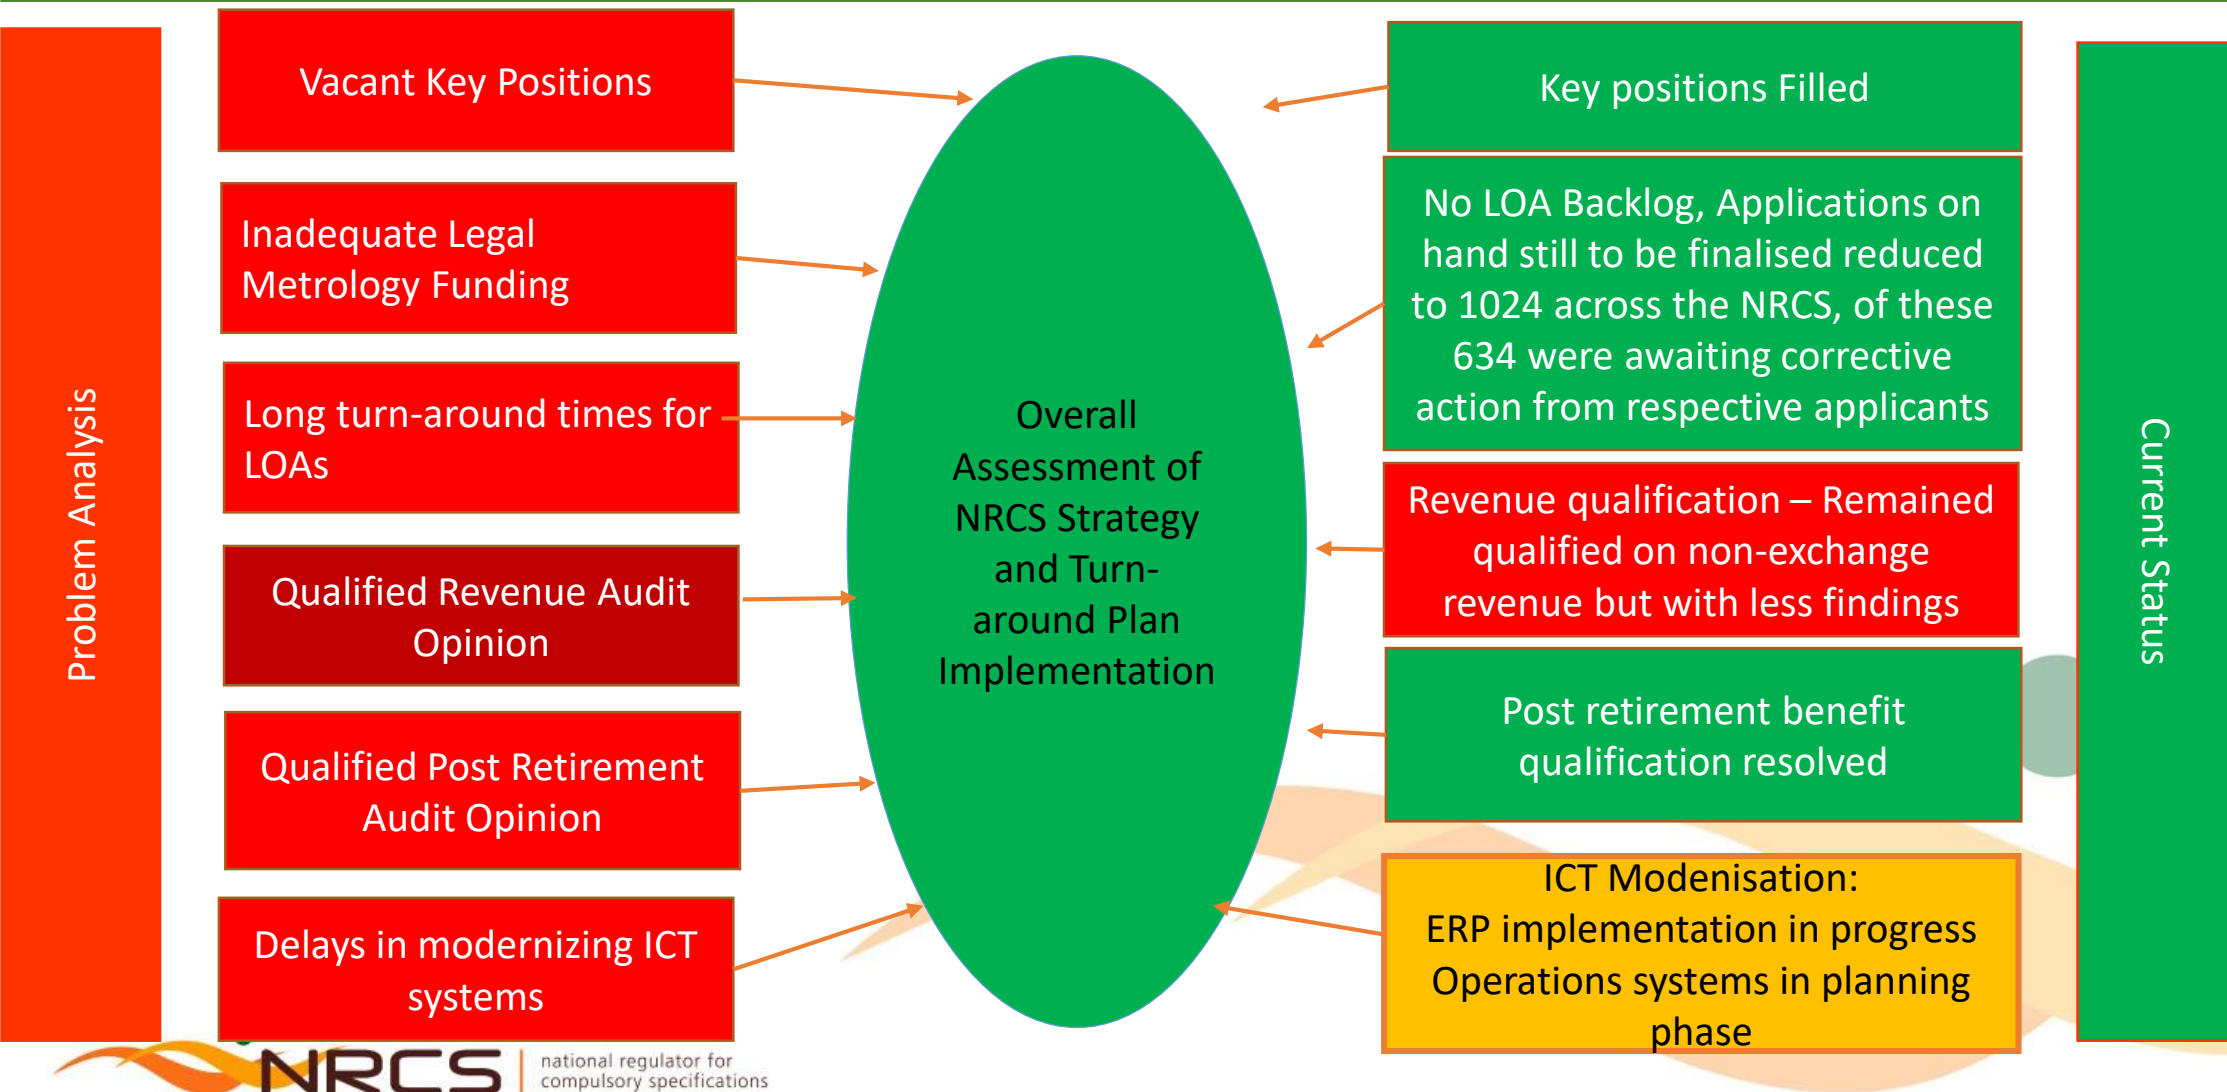 Problem Analysis
Vacant Key Positions
Inadequate Legal
Metrology Funding
Long turn-around times for
LOAs
Qualified Revenue Audit
Opinion
Qualified Post Retirement
Audit Opinion
Delays in modernizing ICT
systems
Overall
Assessment of
NRCS Strategy
and Turn-
around Plan
Implementation
Key positions Filled
No LOA Backlog, Applications on
hand still to be finalised reduced
to 1024 across the NRCS, of these
634 were awaiting corrective
action from respective applicants
Revenue qualification – Remained
qualified on non-exchange
revenue but with less findings
Post retirement benefit
qualification resolved
ICT Modenisation:
ERP implementation in progress
Operations systems in planning
phase
Current Status
NRCS
national regulator for
compulsory specifications